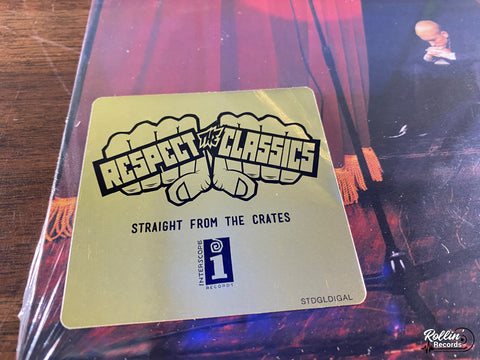 RESPECT THE CLASSICS
STRAIGHT FROM THE CRATES
INTERSCOPE
i
RECORDS
STDGLDIGAL
Rollin'
Records